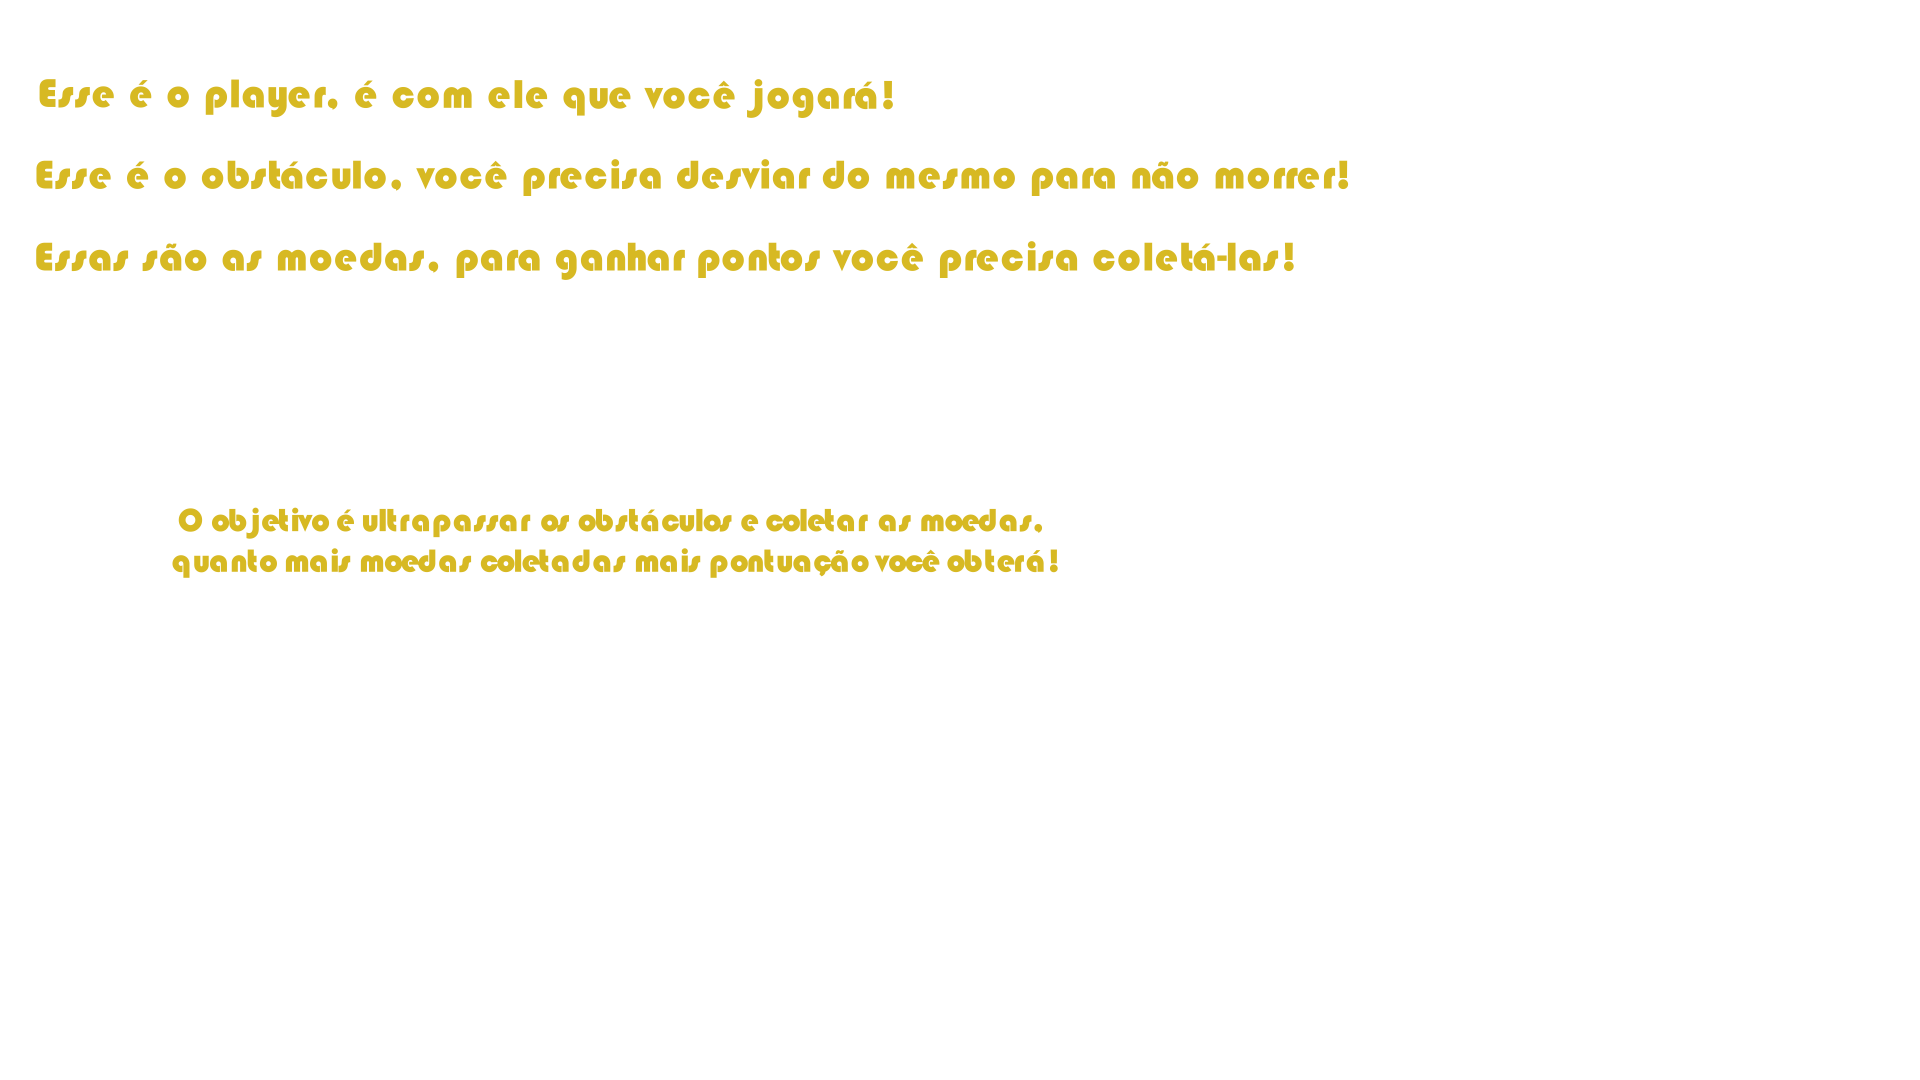 Esse é o player, é com ele que você jogará!
Esse é o obstáculo, você precisa desviar do mesmo para não morrer!
Essas são as moedas, para ganhar pontos você precisa coletá-las!
O objetivo é ultrapassar os obstáculos e coletar as moedas,
quanto mais moedas coletadas mais pontuação você obterá!